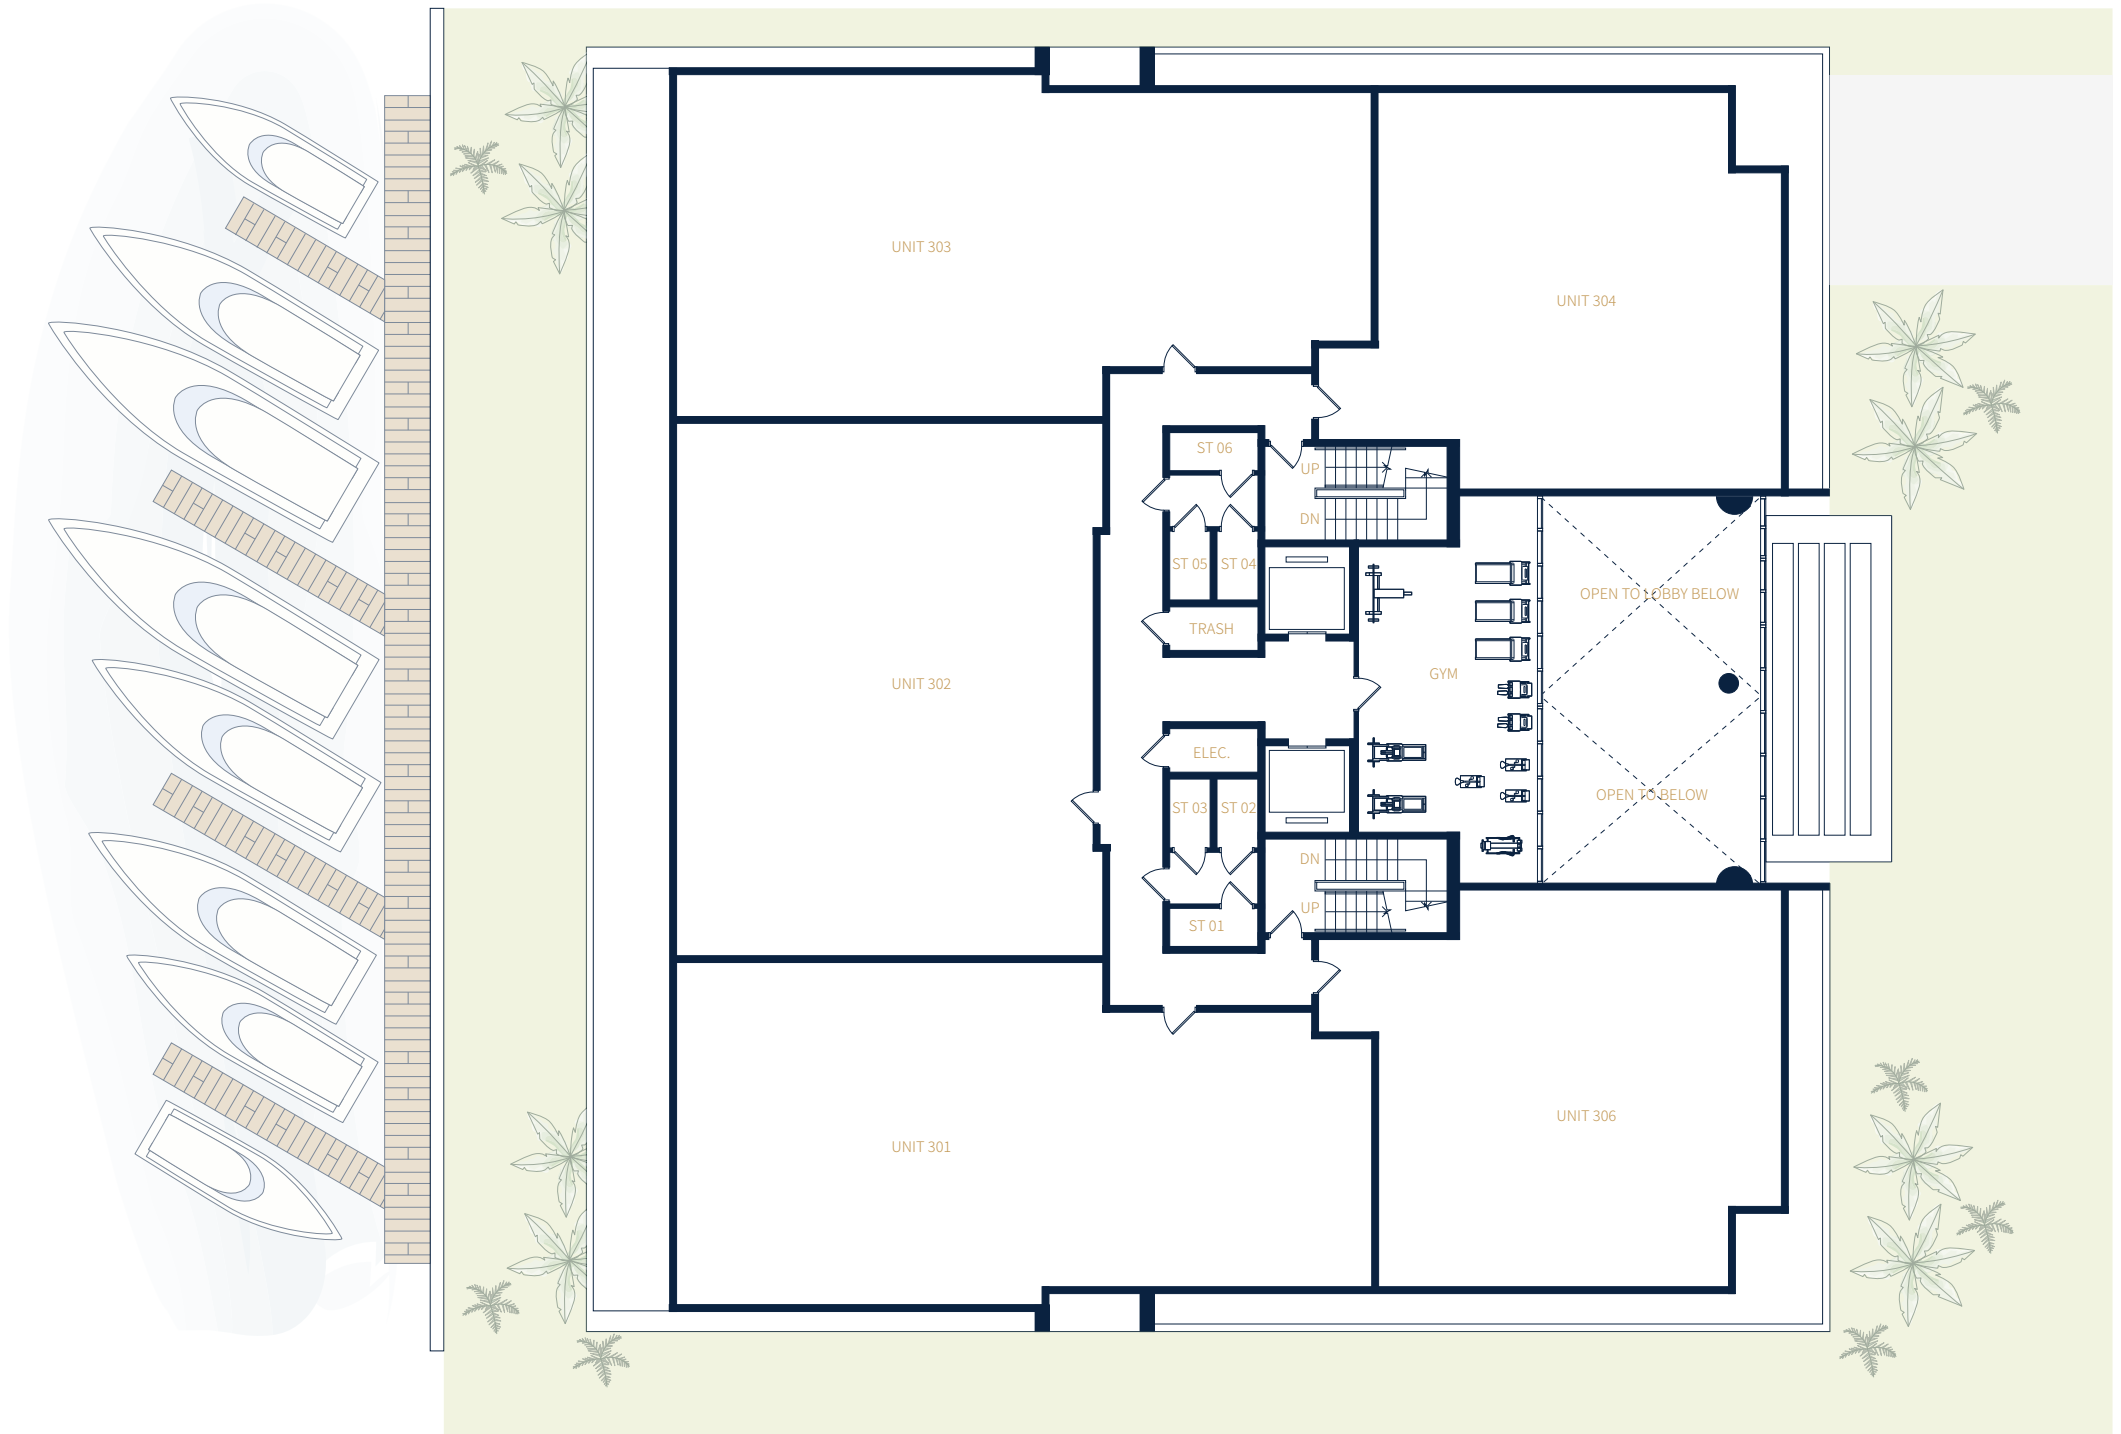 UNIT 303
UNIT 304
ST 06
UP
DN
ST 05
ST 04
OPEN TO LOBBY BELOW
TRASH
GYM
UNIT 302
ELEC.
ST 03
ST 02
OPEN TO BELOW
DN
UP
ST 01
UNIT 306
UNIT 301